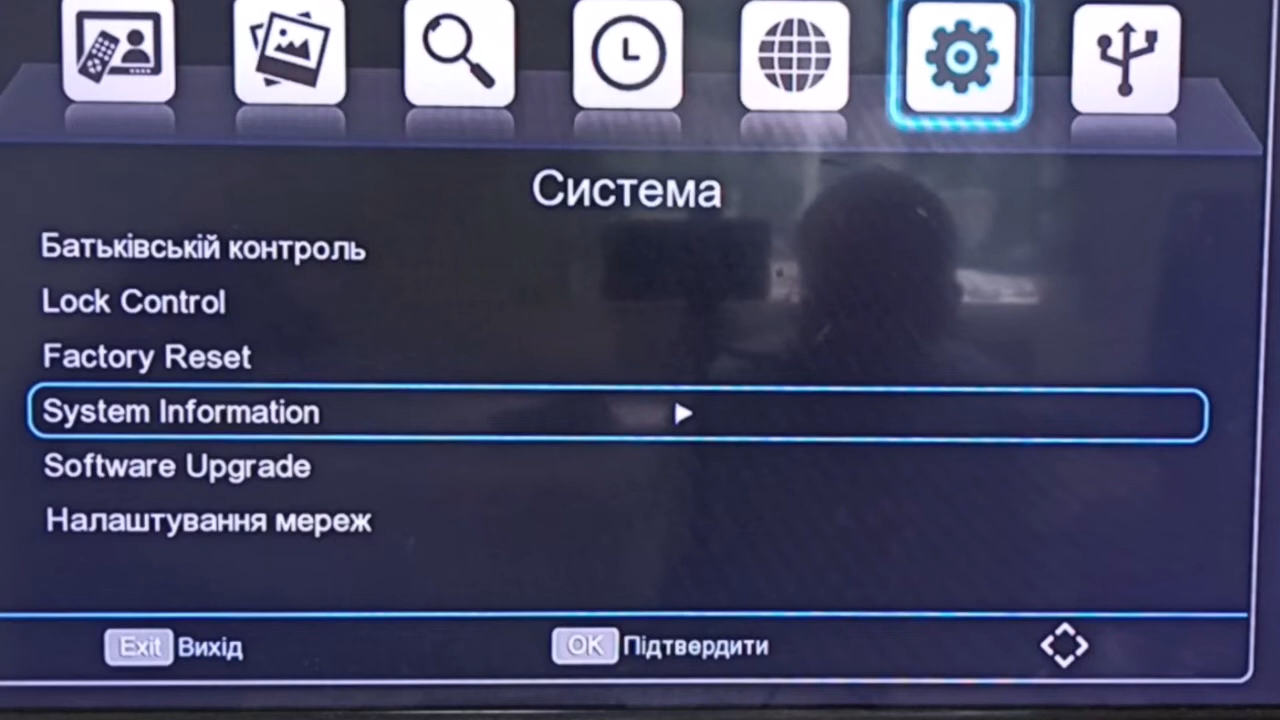 Система
Батьківській контроль
Lock Control
Factory Reset
System Information
Software Upgrade
Налаштування мереж
Exit Вихід
OK Підтвердити